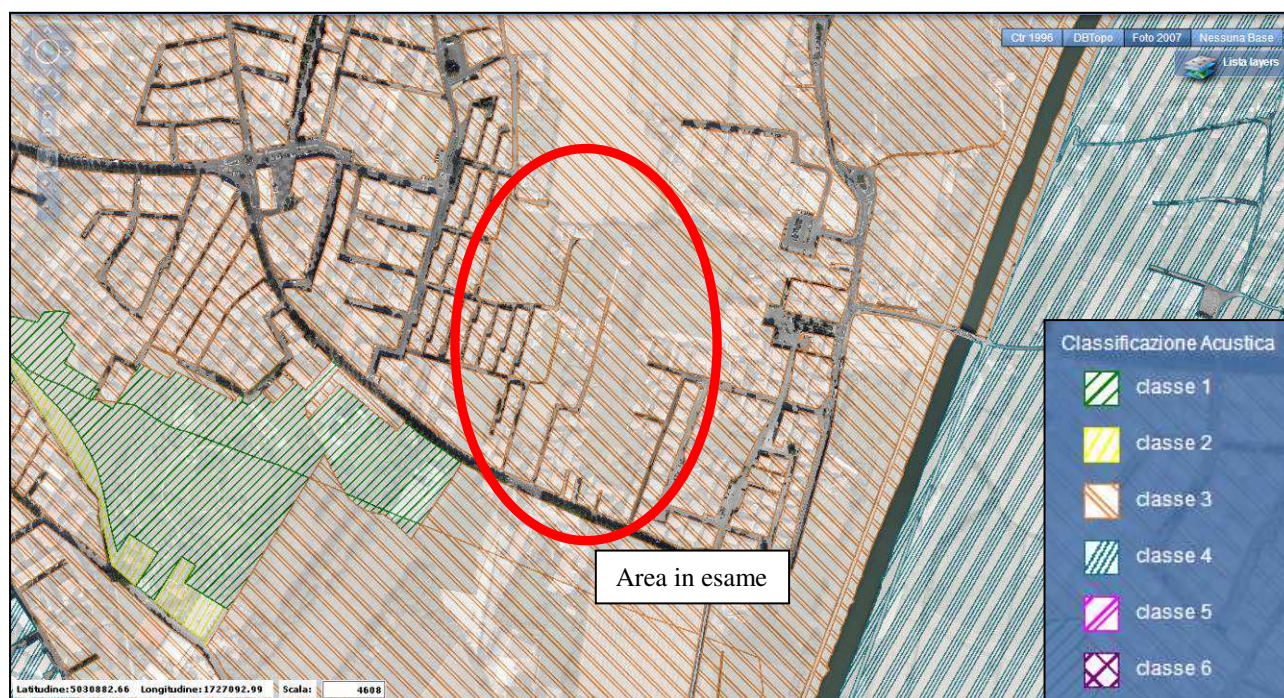 Ctr 1996 DBTopo Foto 2007 Nessuna Base
Lista layers
Area in esame
Classificazione Acustica
classe 1
classe 2
classe 3
classe 4
classe 5
classe 6
Latitudine:5030882.66 Longitudine:1727092.99 Scala: 4608